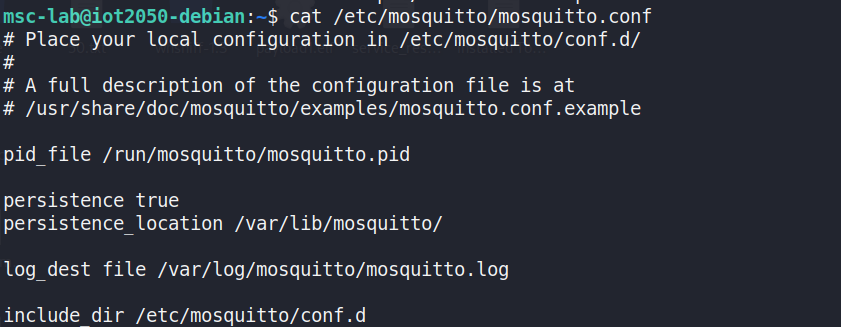 msc-lab@iot2050-debian:~$ cat /etc/mosquitto/mosquitto.conf
# Place your local configuration in /etc/mosquitto/conf.d/
#
# A full description of the configuration file is at
# /usr/share/doc/mosquitto/examples/mosquitto.conf.example
pid_file /run/mosquitto/mosquitto.pid
persistence true
persistence_location /var/lib/mosquitto/
log_dest file /var/log/mosquitto/mosquitto.log
include_dir /etc/mosquitto/conf.d